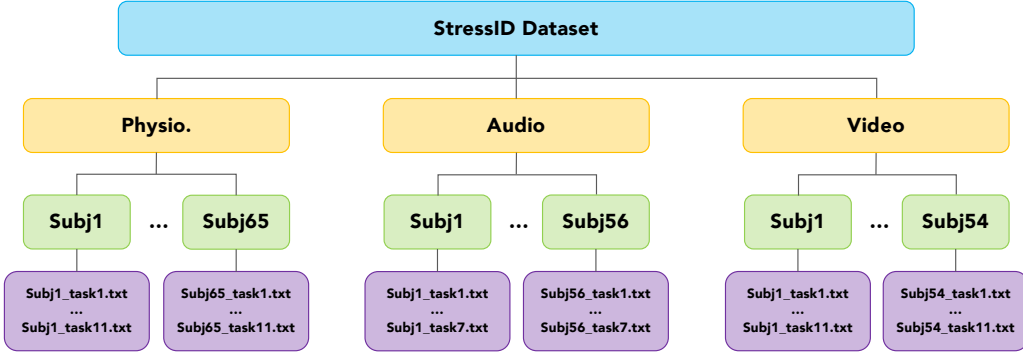 StressID Dataset
Physio.
Audio
Video
Subj1
...
Subj65
Subj1
...
Subj56
Subj1
...
Subj54
Subj1_task1.txt
...
Subj1_task11.txt
Subj65_task1.txt
...
Subj65_task11.txt
Subj1_task1.txt
...
Subj1_task7.txt
Subj56_task1.txt
...
Subj56_task7.txt
Subj1_task1.txt
...
Subj1_task11.txt
Subj54_task1.txt
...
Subj54_task11.txt